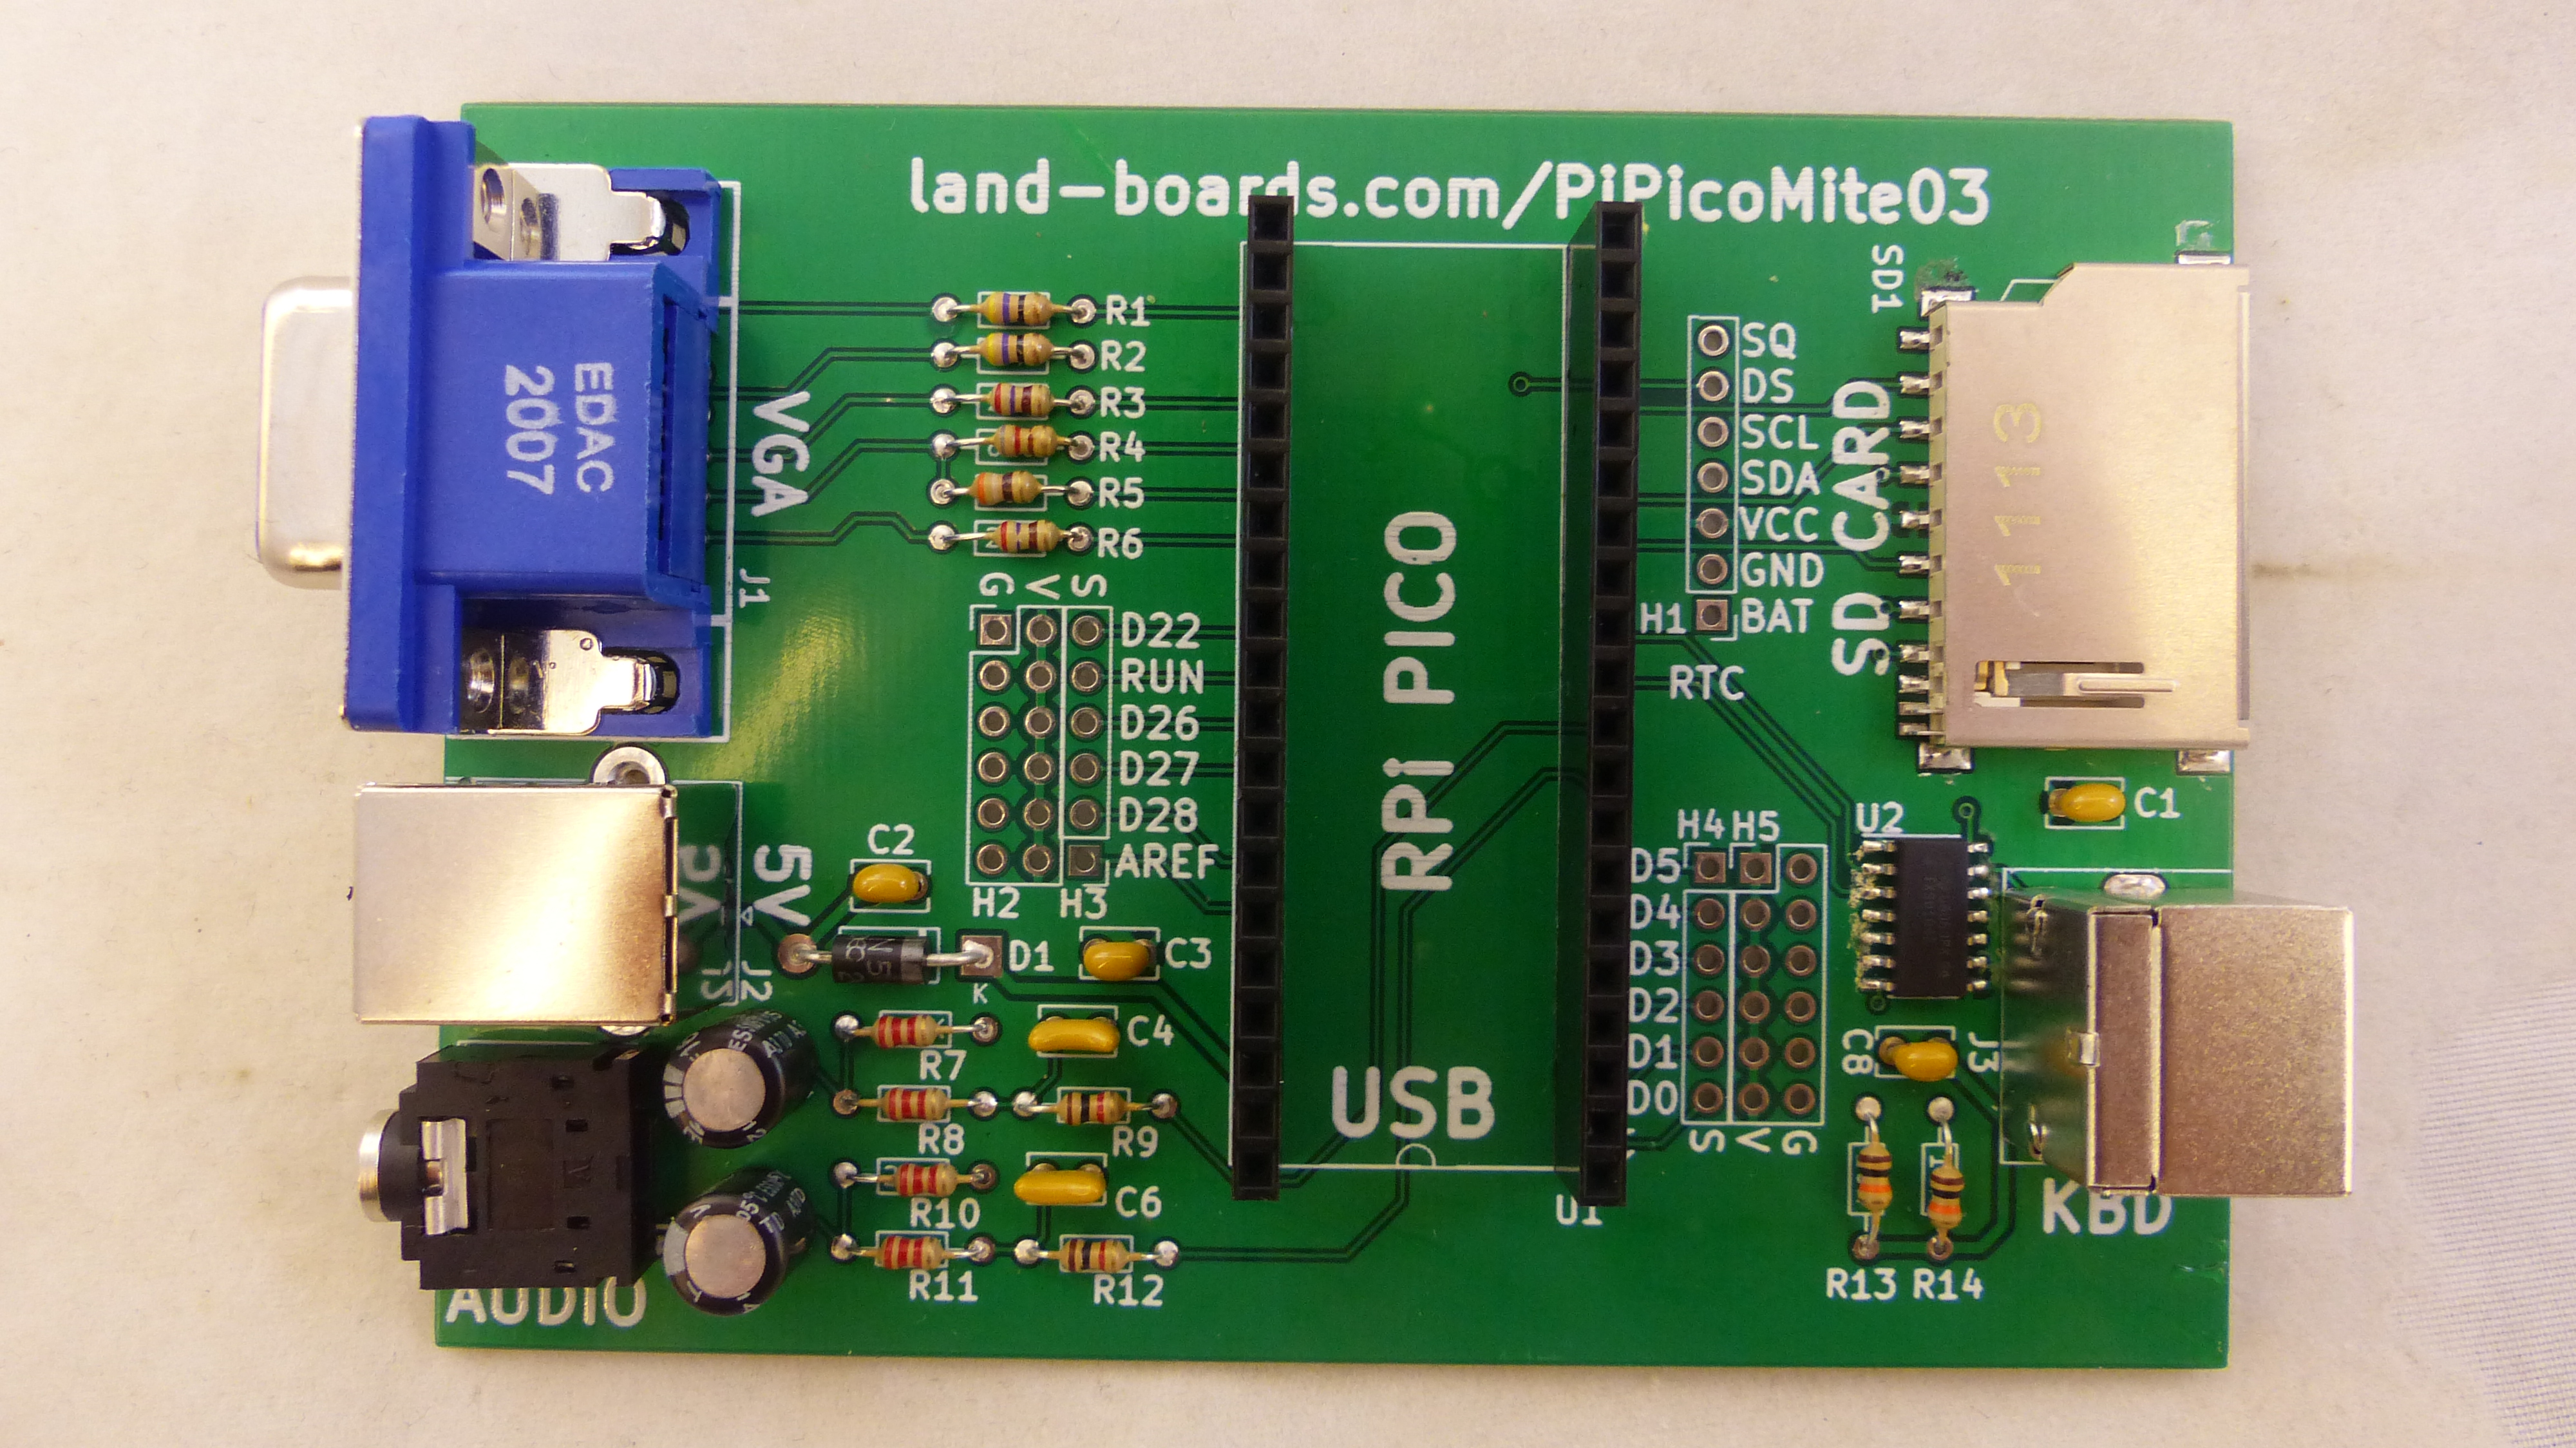 land-boards.com/PiPicoMite03
EDAC
2007
VGA
J1
R1
R2
R3
R4
R5
R6
G V S
D22
RUN
D26
D27
D28
AREF
H2 H3
RPi PICO
USB
U1
SD1
SQ
DS
SCL
SDA
VCC
GND
H1 BAT
RTC
SD CARD
1113
C1
U2
H4 H5
D5
D4
D3
D2
D1
D0
S V G
C8
J3
KBD
R13 R14
5V
J2
C2
D1
K
C3
C4
R7
R8
R9
C6
R10
R11
R12
AUDIO